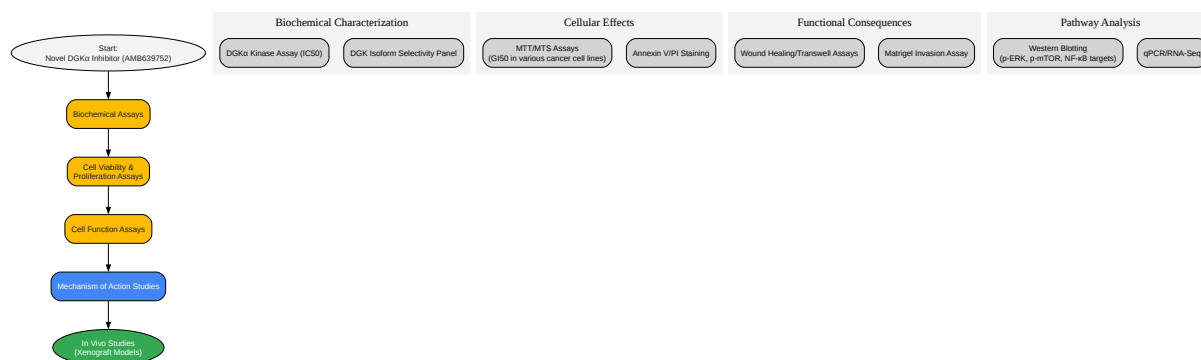 Start:
Novel DGKα Inhibitor (AMB639752)
Biochemical Assays
Cell Viability &
Proliferation Assays
Cell Function Assays
Mechanism of Action Studies
In Vivo Studies
(Xenograft Models)
Biochemical Characterization
DGKα Kinase Assay (IC50)
DGK Isoform Selectivity Panel
Cellular Effects
MTT/MTS Assays
(GI50 in various cancer cell lines)
Annexin V/PI Staining
Functional Consequences
Wound Healing/Transwell Assays
Matrigel Invasion Assay
Pathway Analysis
Western Blotting
(p-ERK, p-mTOR, NF-κB targets)
qPCR/RNA-Seq